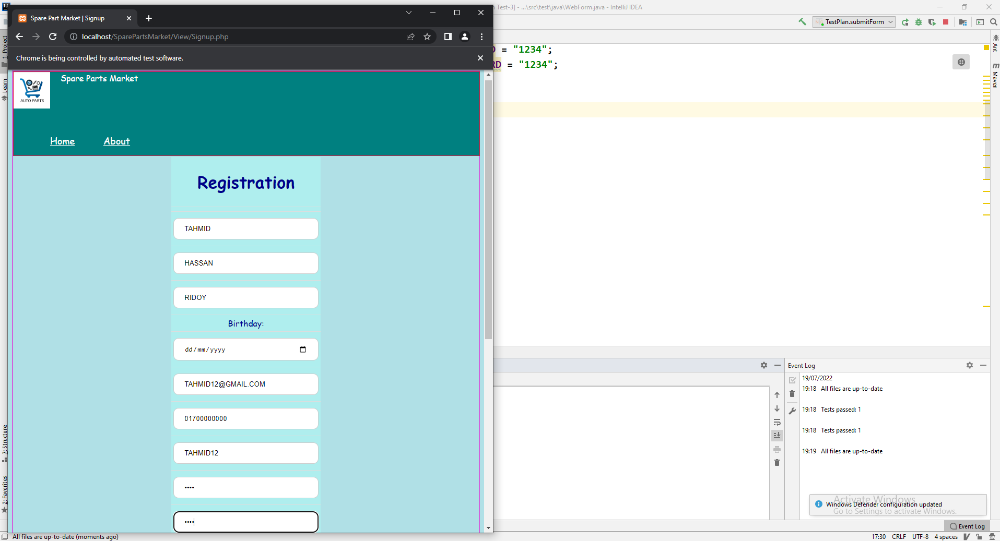 Test-3] - ...\src\test\java\WebForm.java - IntelliJ IDEA
Spare Part Market | Signup
TestPlan.submitForm
localhost/SparePartsMarket/View/Signup.php
Chrome is being controlled by automated test software.
1: Project
Learn
7: Structure
2: Favorites
Ant
m
Maven
= "1234";
RD = "1234";
AUTO PARTS
Spare Parts Market
Home
About
Registration
TAHMID
HASSAN
RIDOY
Birthday:
dd/mm/yyyy
TAHMID12@GMAIL.COM
01700000000
TAHMID12
••••
••••
Event Log
19/07/2022
19:18 All files are up-to-date
19:18 Tests passed: 1
19:18 Tests passed: 1
19:19 All files are up-to-date
Activate Windows
Windows Defender configuration updated
Go to Settings to activate Windows.
Event Log
All files are up-to-date (moments ago)
17:30 CRLF UTF-8 4 spaces